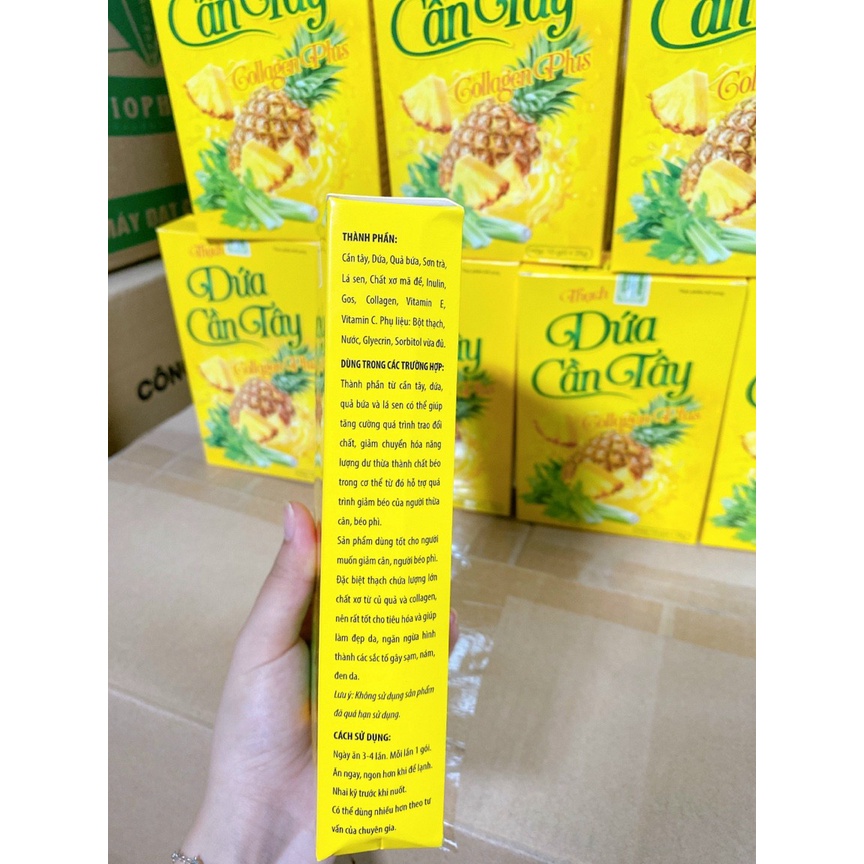 Cần Tây
Collagen Plus
Cần Tây
Collagen Plus
Cần
IOPH
MÁY ĐẠT
CÔN
Dứa
Cần Tây
Collagen Plus
Thạch
Dứa
Cần Tây
Collagen Plus
THÀNH PHẦN:
Cần tây, Dứa, Quả bứa, Sơn trà,
Lá sen, Chất xơ mã đề, Inulin,
Gos, Collagen, Vitamin E,
Vitamin C. Phụ liệu: Bột thạch,
Nước, Glyecrin, Sorbitol vừa đủ.
DÙNG TRONG CÁC TRƯỜNG HỢP:
Thành phần từ cần tây, dứa,
quả bứa và lá sen có thể giúp
tăng cường quá trình trao đổi
chất, giảm chuyển hóa năng
lượng dư thừa thành chất béo
trong cơ thể từ đó hỗ trợ quá
trình giảm béo của người thừa
cân, béo phì.
Sản phẩm dùng tốt cho người
muốn giảm cân, người béo phì.
Đặc biệt thạch chứa lượng lớn
chất xơ từ củ quả và collagen,
nên rất tốt cho tiêu hóa và giúp
làm đẹp da, ngăn ngừa hình
thành các sắc tố gây sạm, nám,
đen da.
Lưu ý: Không sử dụng sản phẩm
đã quá hạn sử dụng.
CÁCH SỬ DỤNG:
Ngày ăn 3-4 lần. Mỗi lần 1 gói.
Ăn ngay, ngon hơn khi để lạnh.
Nhai kỹ trước khi nuốt.
Có thể dùng nhiều hơn theo tư
vấn của chuyên gia.